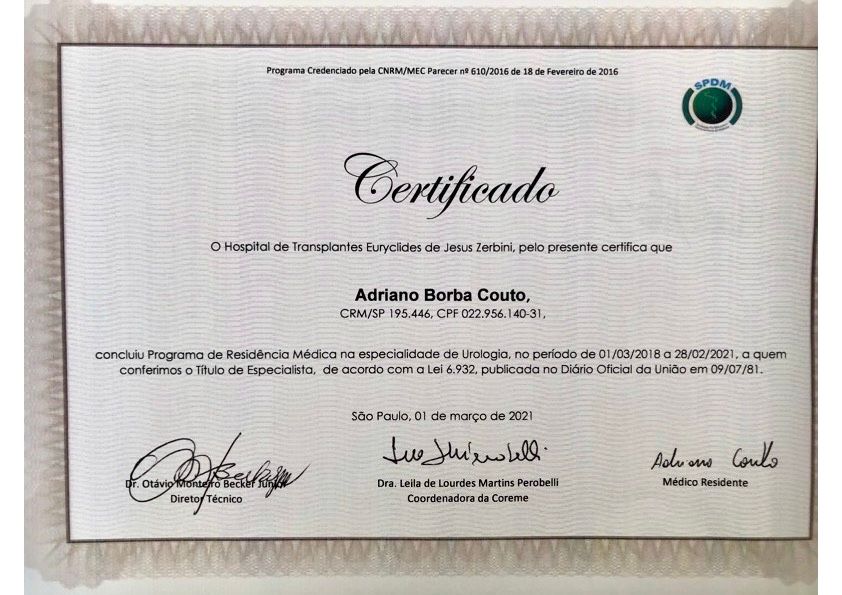 Programa Credenciado pela CNRM/MEC Parecer nº 610/2016 de 18 de Fevereiro de 2016
SPDM
Certificado
O Hospital de Transplantes Euryclides de Jesus Zerbini, pelo presente certifica que
Adriano Borba Couto,
CRM/SP 195.446, CPF 022.956.140-31,
concluiu Programa de Residência Médica na especialidade de Urologia, no período de 01/03/2018 a 28/02/2021, a quem
conferimos o Título de Especialista, de acordo com a Lei 6.932, publicada no Diário Oficial da União em 09/07/81.
São Paulo, 01 de março de 2021
Adriano Couto
Dr. Otávio Monteiro Becker Júnior
Dra. Leila de Lourdes Martins Perobelli
Médico Residente
Diretor Técnico
Coordenadora da Coreme